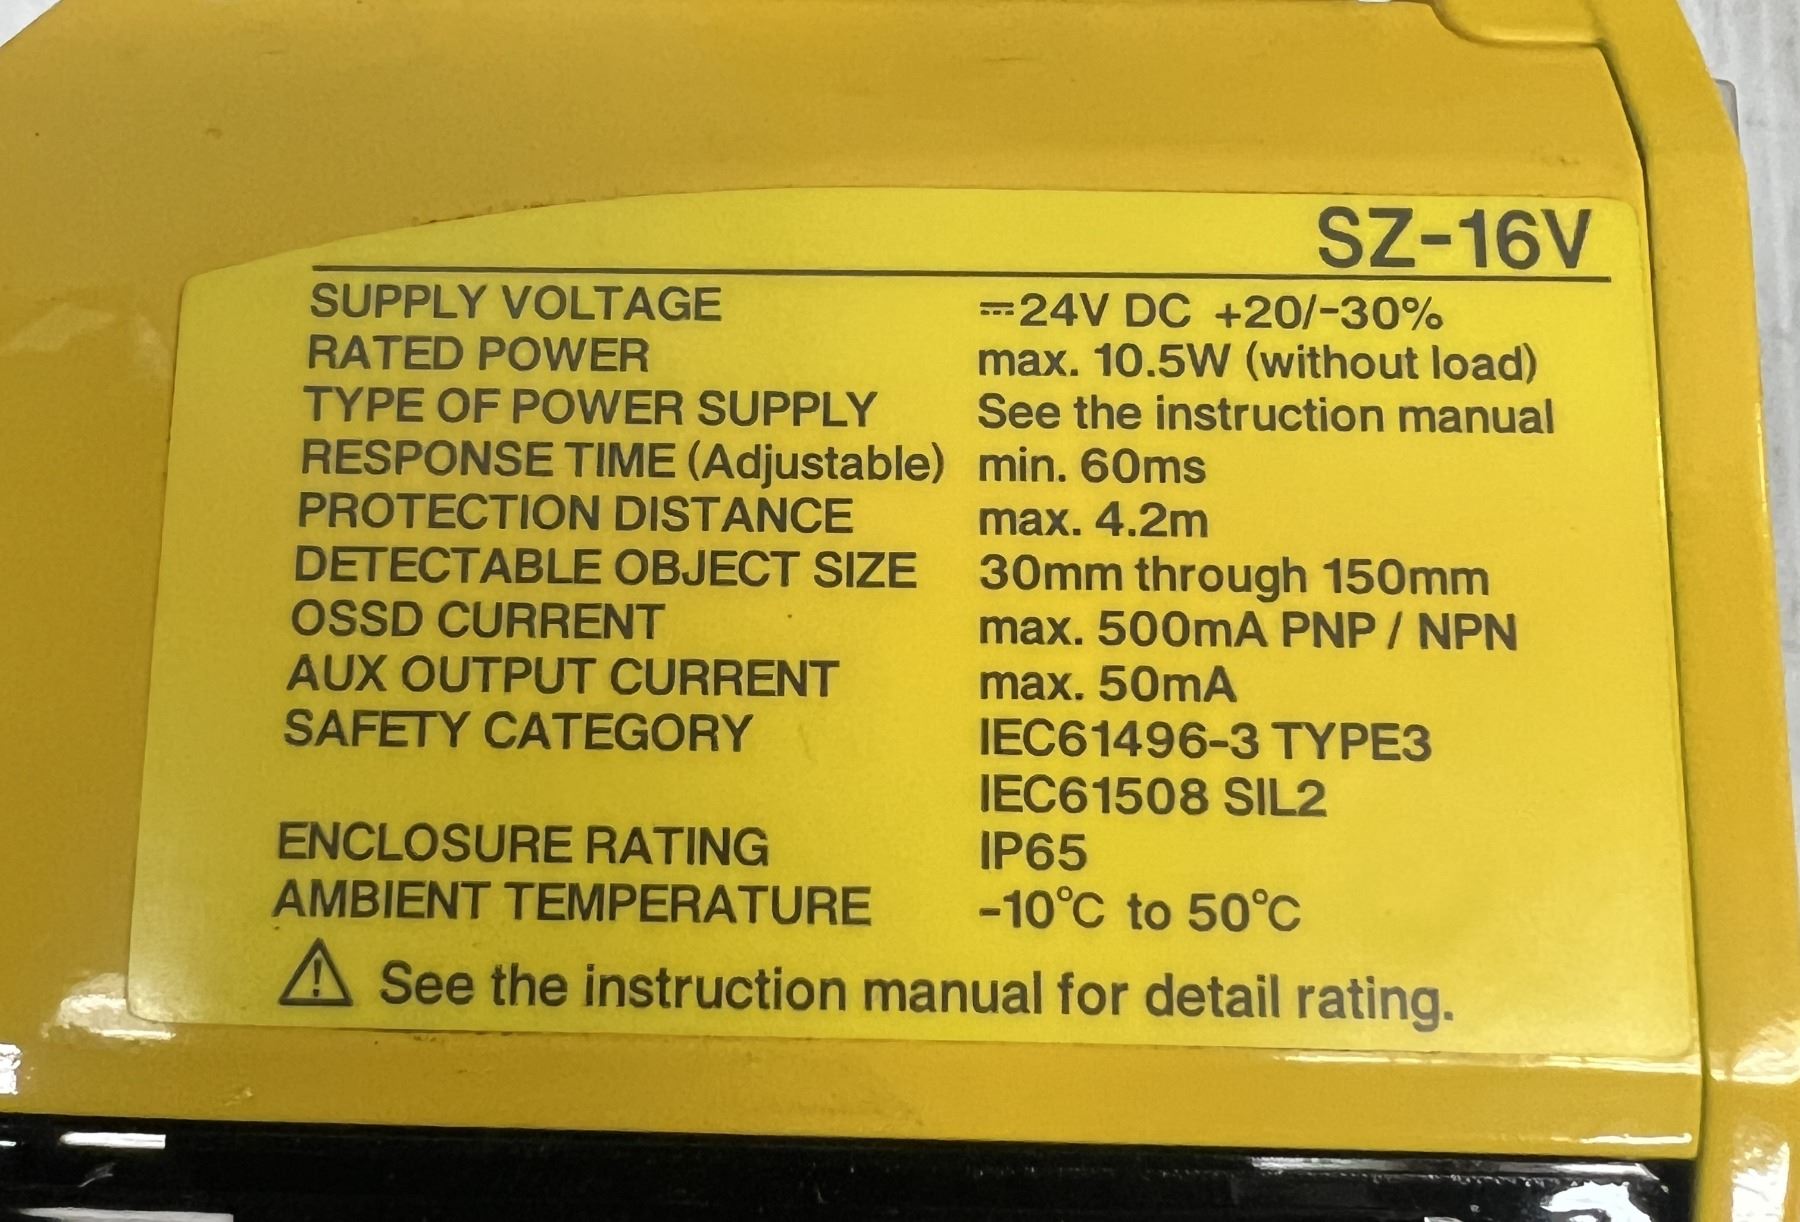 SZ-16V
SUPPLY VOLTAGE ⎓24V DC +20/-30%
RATED POWER max. 10.5W (without load)
TYPE OF POWER SUPPLY See the instruction manual
RESPONSE TIME (Adjustable) min. 60ms
PROTECTION DISTANCE max. 4.2m
DETECTABLE OBJECT SIZE 30mm through 150mm
OSSD CURRENT max. 500mA PNP / NPN
AUX OUTPUT CURRENT max. 50mA
SAFETY CATEGORY IEC61496-3 TYPE3
IEC61508 SIL2
ENCLOSURE RATING IP65
AMBIENT TEMPERATURE -10°C to 50°C
⚠ See the instruction manual for detail rating.